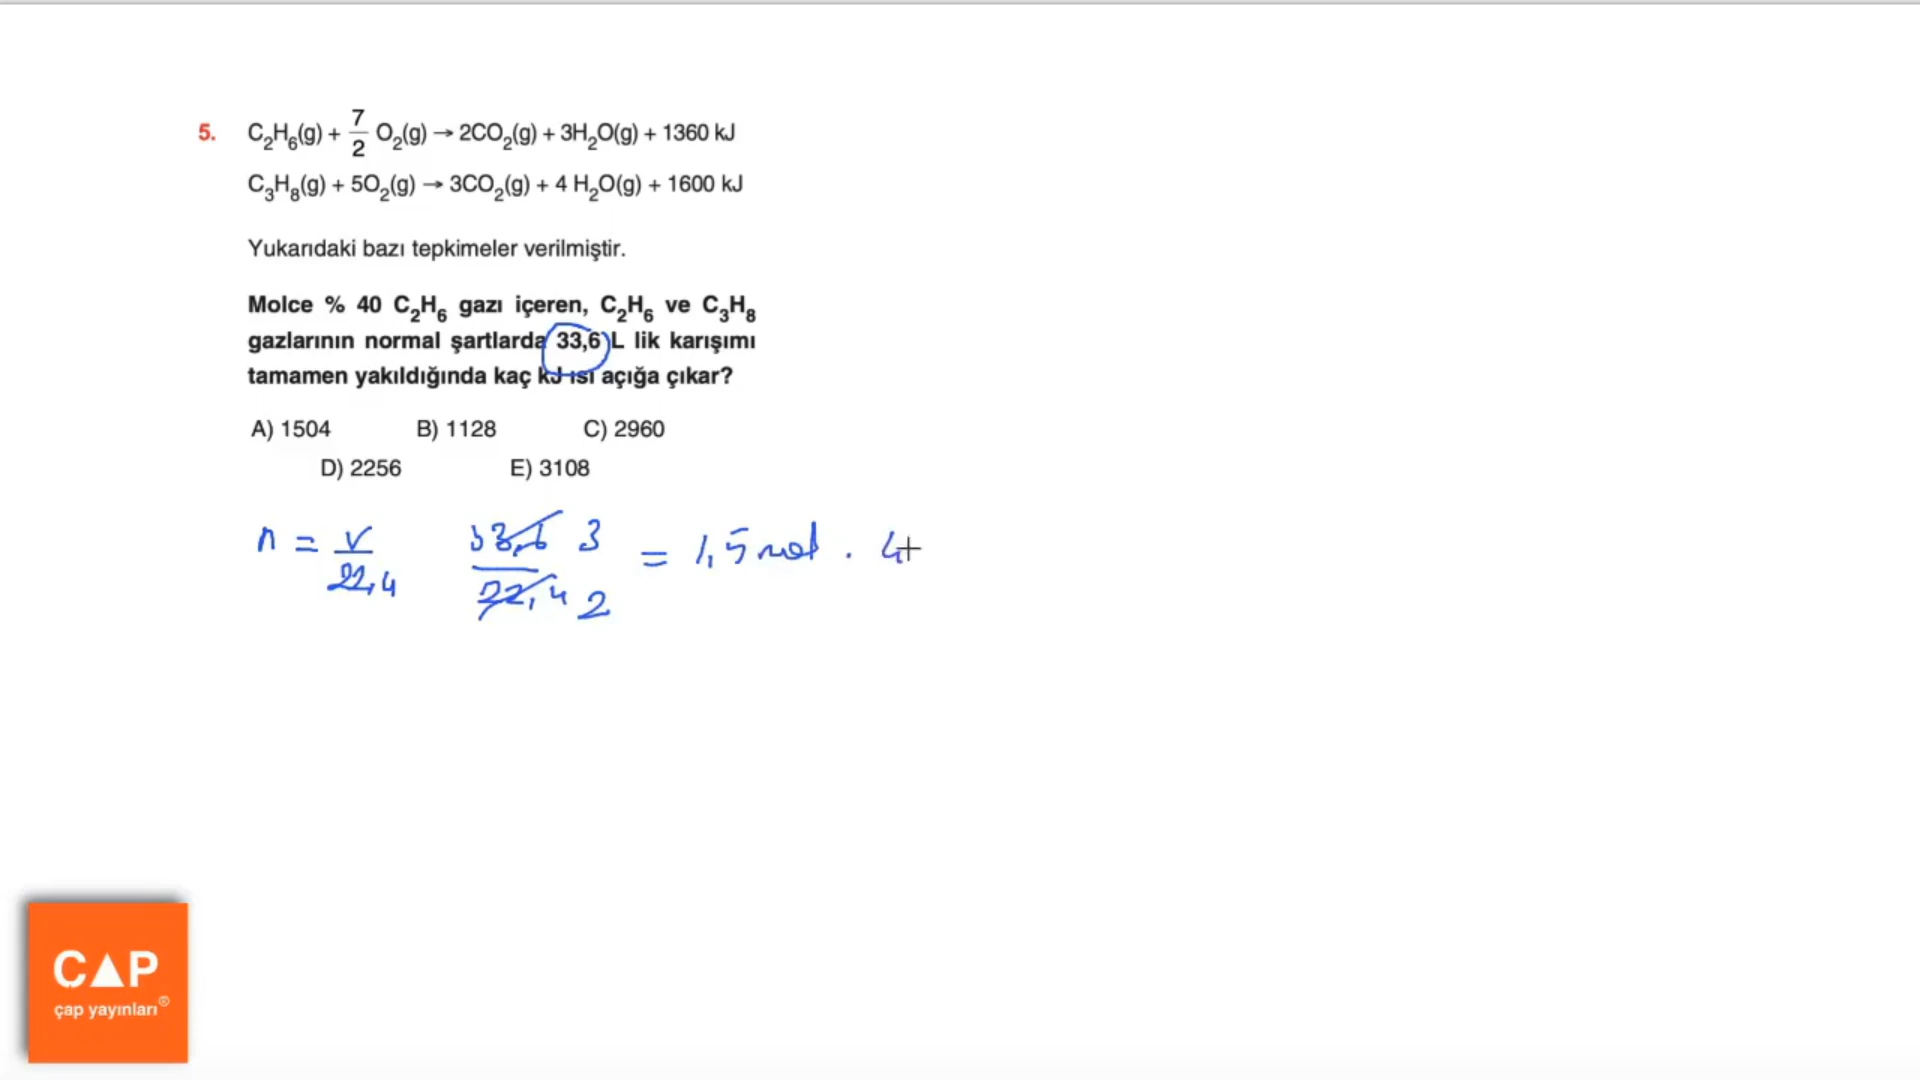 5. C₂H₆(g) + 7/2 O₂(g) → 2CO₂(g) + 3H₂O(g) + 1360 kJ
C₃H₈(g) + 5O₂(g) → 3CO₂(g) + 4 H₂O(g) + 1600 kJ
Yukarıdaki bazı tepkimeler verilmiştir.
Molce % 40 C₂H₆ gazı içeren, C₂H₆ ve C₃H₈
gazlarının normal şartlarda 33,6 L lik karışımı
tamamen yakıldığında kaç kJ ısı açığa çıkar?
A) 1504 B) 1128 C) 2960
D) 2256 E) 3108
n = V/22,4 33,6/22,4 3/2 = 1,5 mol . 4
ÇAP
çap yayınları®